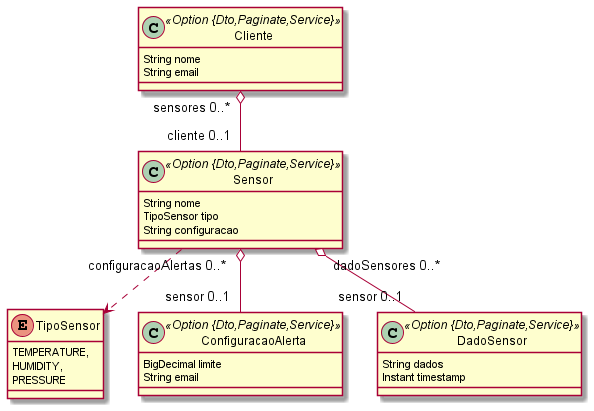 C «Option {Dto,Paginate,Service}»
Cliente
String nome
String email
sensores 0..*
cliente 0..1
C «Option {Dto,Paginate,Service}»
Sensor
String nome
TipoSensor tipo
String configuracao
configuracaoAlertas 0..*
dadoSensores 0..*
sensor 0..1
sensor 0..1
E TipoSensor
TEMPERATURE,
HUMIDITY,
PRESSURE
C «Option {Dto,Paginate,Service}»
ConfiguracaoAlerta
BigDecimal limite
String email
C «Option {Dto,Paginate,Service}»
DadoSensor
String dados
Instant timestamp